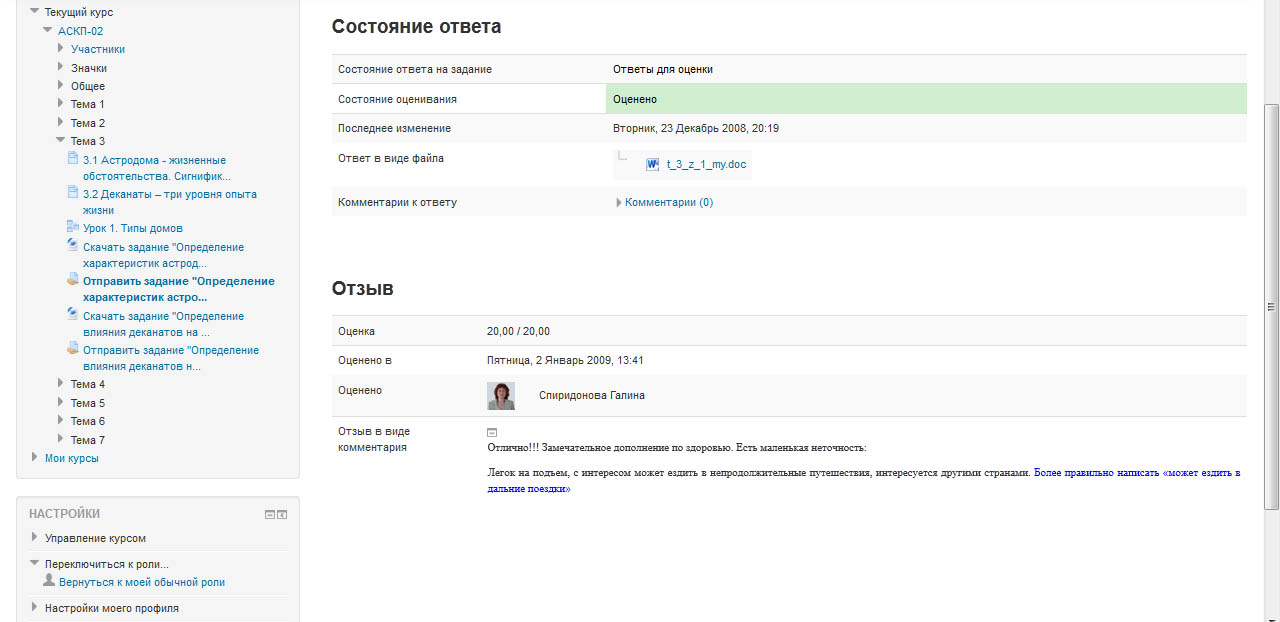 Текущий курс
АСКП-02
Участники
Значки
Общее
Тема 1
Тема 2
Тема 3
3.1 Астродома - жизненные
обстоятельства. Сигнифик...
3.2 Деканаты – три уровня опыта
жизни
Урок 1. Типы домов
Скачать задание "Определение
характеристик астрод...
Отправить задание "Определение
характеристик астро...
Скачать задание "Определение
влияния деканатов на ...
Отправить задание "Определение
влияния деканатов н...
Тема 4
Тема 5
Тема 6
Тема 7
Мои курсы
НАСТРОЙКИ
Управление курсом
Переключиться к роли...
Вернуться к моей обычной роли
Настройки моего профиля
Состояние ответа
Состояние ответа на задание Ответы для оценки
Состояние оценивания Оценено
Последнее изменение Вторник, 23 Декабрь 2008, 20:19
Ответ в виде файла t_3_z_1_my.doc
Комментарии к ответу Комментарии (0)
Отзыв
Оценка 20,00 / 20,00
Оценено в Пятница, 2 Январь 2009, 13:41
Оценено Спиридонова Галина
Отзыв в виде
комментария
Отлично!!! Замечательное дополнение по здоровью. Есть маленькая неточность:
Легок на подъем, с интересом может ездить в непродолжительные путешествия, интересуется другими странами. Более правильно написать «может ездить в
дальние поездки»